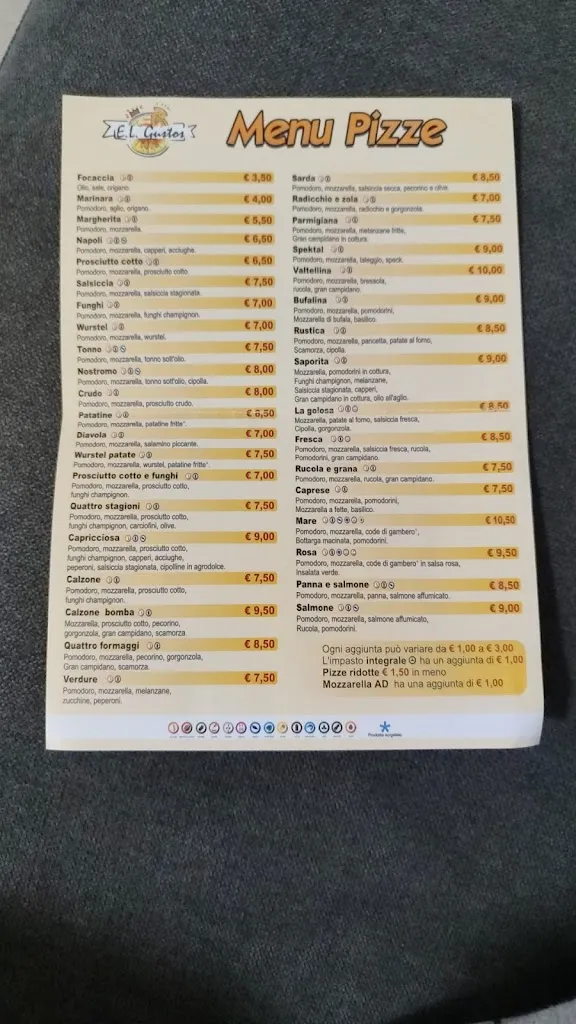 E.L. Gustos
Menu Pizze
Focaccia € 3,50
Olio, sale, origano.
Marinara € 4,00
Pomodoro, aglio, origano.
Margherita € 5,50
Pomodoro, mozzarella.
Napoli € 6,50
Pomodoro, mozzarella, capperi, acciughe.
Prosciutto cotto € 6,50
Pomodoro, mozzarella, prosciutto cotto
Salsiccia € 7,50
Pomodoro, mozzarella, salsiccia stagionata.
Funghi € 7,00
Pomodoro, mozzarella, funghi champignon.
Wurstel € 7,00
Pomodoro, mozzarella, wurstel.
Tonno € 7,50
Pomodoro, mozzarella, tonno sott'olio.
Nostromo € 8,00
Pomodoro, mozzarella, tonno sott'olio, cipolla.
Crudo € 8,00
Pomodoro, mozzarella, prosciutto crudo.
Patatine € 6,50
Pomodoro, mozzarella, patatine fritte*.
Diavola € 7,00
Pomodoro, mozzarella, salamino piccante.
Wurstel patate € 7,50
Pomodoro, mozzarella, wurstel, patatine fritte*.
Prosciutto cotto e funghi € 7,00
Pomodoro, mozzarella, prosciutto cotto,
funghi champignon.
Quattro stagioni € 7,50
Pomodoro, mozzarella, prosciutto cotto,
funghi champignon, carciofini, olive.
Capricciosa € 9,00
Pomodoro, mozzarella, prosciutto cotto,
funghi champignon, capperi, acciughe,
peperoni, salsiccia stagionata, cipolline in agrodolce.
Calzone € 7,50
Pomodoro, mozzarella, prosciutto cotto,
funghi champignon.
Calzone bomba € 9,50
Mozzarella, prosciutto cotto, pecorino,
gorgonzola, gran campidano, scamorza.
Quattro formaggi € 8,50
Pomodoro, mozzarella, pecorino, gorgonzola,
Gran campidano, scamorza.
Verdure € 7,50
Pomodoro, mozzarella, melanzane,
zucchine, peperoni.
Sarda € 8,50
Pomodoro, mozzarella, salsiccia secca, pecorino e olive.
Radicchio e zola € 7,00
Pomodoro, mozzarella, radicchio e gorgonzola.
Parmigiana € 7,50
Pomodoro, mozzarella, melanzane fritte,
Gran campidano in cottura.
Spektal € 9,00
Pomodoro, mozzarella, taleggio, speck.
Valtellina € 10,00
Pomodoro, mozzarella, bresaola,
rucola, gran campidano.
Bufalina € 9,00
Pomodoro, mozzarella, pomodorini,
Mozzarella di bufala, basilico.
Rustica € 8,50
Pomodoro, mozzarella, pancetta, patate al forno,
Scamorza, cipolla.
Saporita € 9,00
Mozzarella, pomodorini in cottura,
Funghi champignon, melanzane,
Salsiccia stagionata, capperi,
Gran campidano in cottura, olio all'aglio.
La golosa € 8,50
Mozzarella, patate al forno, salsiccia fresca,
Cipolla, gorgonzola.
Fresca € 8,50
Pomodoro, mozzarella, salsiccia fresca, rucola,
Pomodorini, gran campidano.
Rucola e grana € 7,50
Pomodoro, mozzarella, rucola, gran campidano.
Caprese € 7,50
Pomodoro, mozzarella, pomodorini,
Mozzarella a fette, basilico.
Mare € 10,50
Pomodoro, mozzarella, code di gambero*,
Bottarga macinata, pomodorini.
Rosa € 9,50
Pomodoro, mozzarella, code di gambero* in salsa rosa,
Insalata verde.
Panna e salmone € 8,50
Pomodoro, mozzarella, panna, salmone affumicato.
Salmone € 9,00
Pomodoro, mozzarella, salmone affumicato,
Rucola, pomodorini.
Ogni aggiunta può variare da € 1,00 a € 3,00
L'impasto integrale ha un aggiunta di € 1,00
Pizze ridotte € 1,50 in meno
Mozzarella AD ha una aggiunta di € 1,00